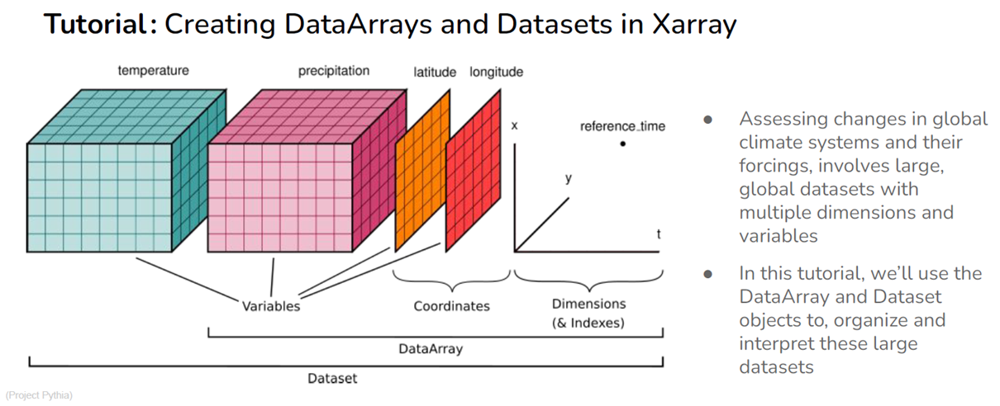 Tutorial: Creating DataArrays and Datasets in Xarray
temperature
precipitation
latitude
longitude
x
reference_time
y
t
Variables
Coordinates
Dimensions
(& Indexes)
DataArray
Dataset
(Project Pythia)
● Assessing changes in global
climate systems and their
forcings, involves large,
global datasets with
multiple dimensions and
variables
● In this tutorial, we’ll use the
DataArray and Dataset
objects to, organize and
interpret these large
datasets